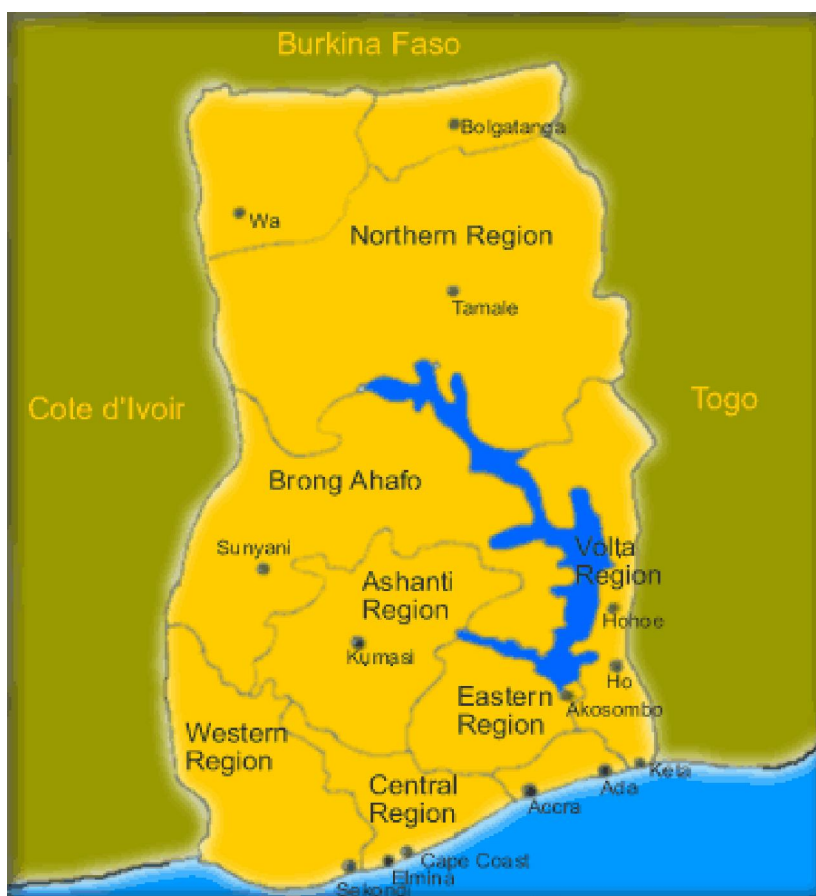 Burkina Faso
Bolgatanga
Wa
Northern Region
Tamale
Cote d'Ivoir
Togo
Brong Ahafo
Sunyani
Volta
Region
Ashanti
Region
Hohoe
Kumasi
Ho
Eastern
Region
Akosombo
Western
Region
Keta
Central
Region
Ada
Accra
Cape Coast
Elmina
Sekondi